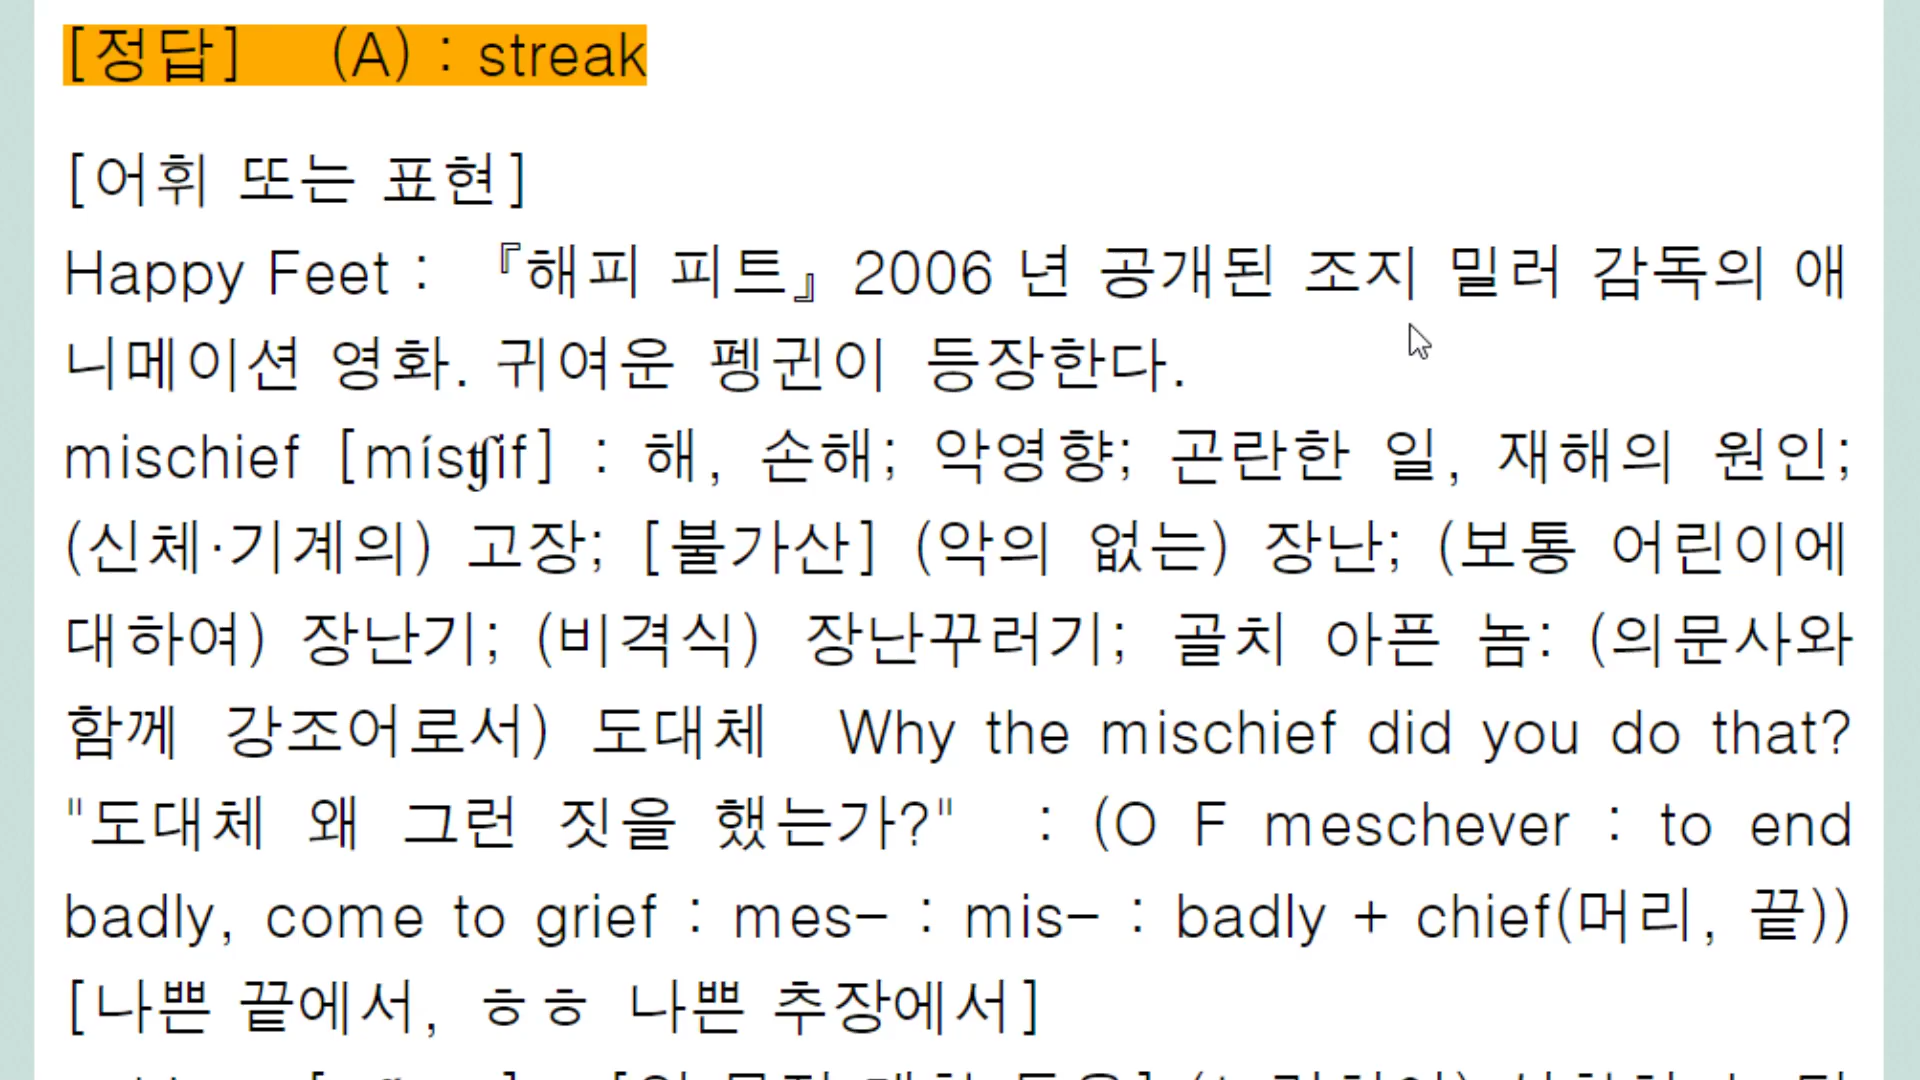 [정답] (A) : streak
[어휘 또는 표현]
Happy Feet : 『해피 피트』 2006 년 공개된 조지 밀러 감독의 애
니메이션 영화. 귀여운 펭귄이 등장한다.
mischief [místʃif] : 해, 손해; 악영향; 곤란한 일, 재해의 원인;
(신체·기계의) 고장; [불가산] (악의 없는) 장난; (보통 어린이에
대하여) 장난기; (비격식) 장난꾸러기; 골치 아픈 놈: (의문사와
함께 강조어로서) 도대체 Why the mischief did you do that?
"도대체 왜 그런 짓을 했는가?" : (O F meschever : to end
badly, come to grief : mes- : mis- : badly + chief(머리, 끝))
[나쁜 끝에서, ㅎㅎ 나쁜 추장에서]